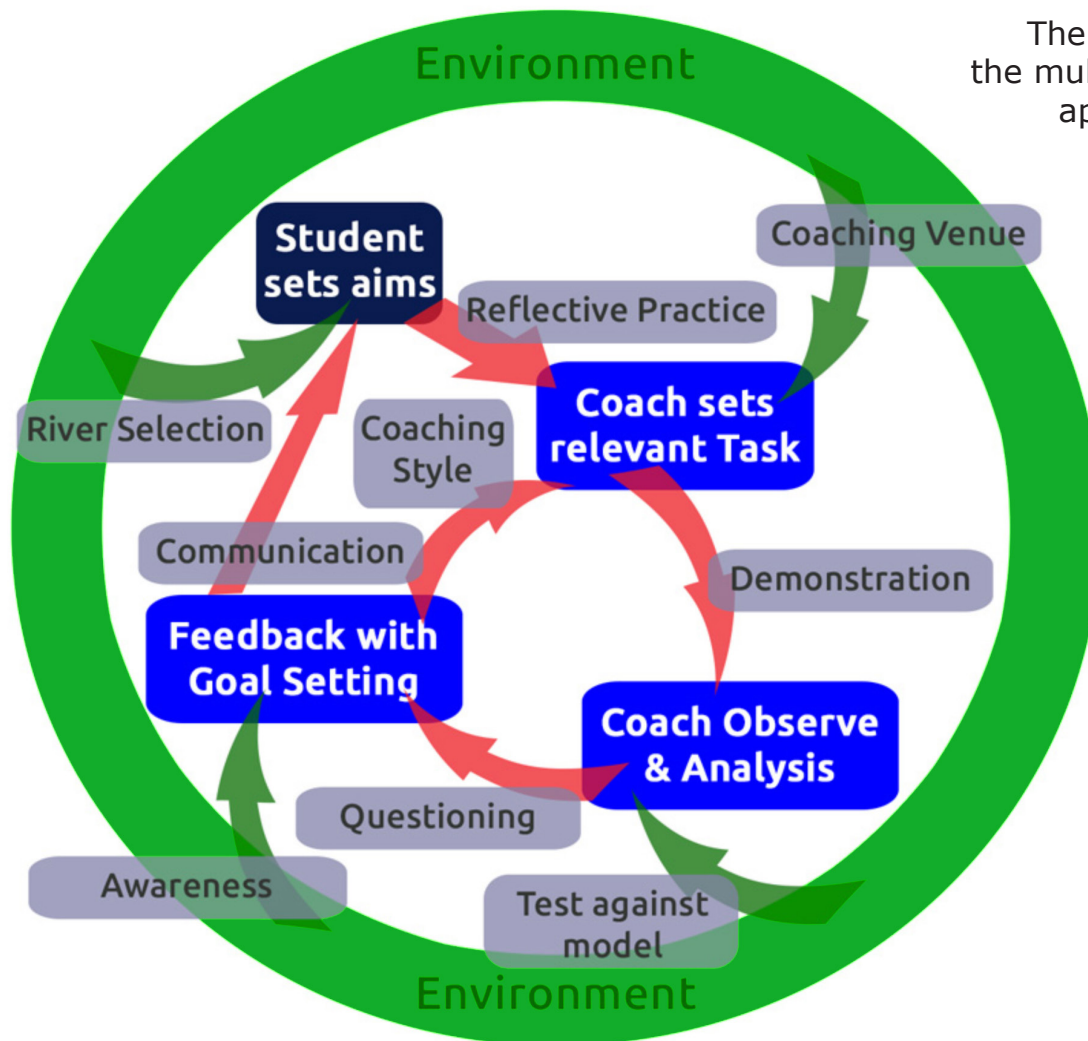 Environment
The
the mul
ap
Student
sets aims
Coaching Venue
Reflective Practice
Coach sets
relevant Task
River Selection
Coaching
Style
Communication
Demonstration
Feedback with
Goal Setting
Coach Observe
& Analysis
Questioning
Awareness
Test against
model
Environment